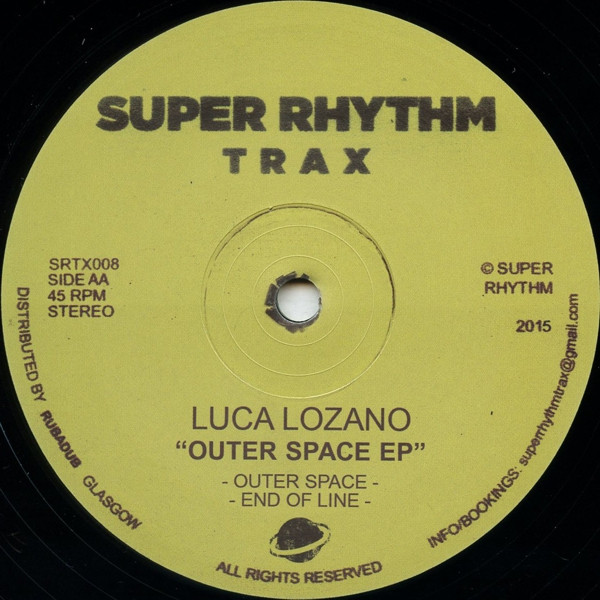 SUPER RHYTHM
TRAX
SRTX008
SIDE AA
45 RPM
STEREO
© SUPER
RHYTHM
2015
DISTRIBUTED BY RUBADUB GLASGOW
INFO/BOOKINGS: superrhythmtrax@gmail.com
LUCA LOZANO
“OUTER SPACE EP”
- OUTER SPACE -
- END OF LINE -
ALL RIGHTS RESERVED